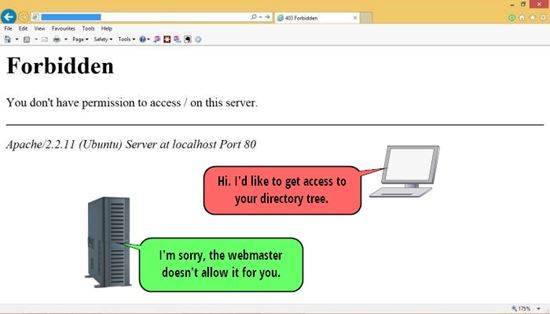 403 Forbidden
File Edit View Favourites Tools Help
Page Safety Tools
Forbidden
You don't have permission to access / on this server.
Apache/2.2.11 (Ubuntu) Server at localhost Port 80
Hi. I'd like to get access to
your directory tree.
I'm sorry, the webmaster
doesn't allow it for you.
175%